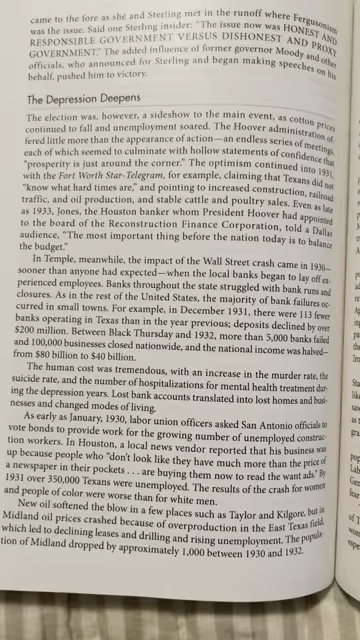 came to the fore as she and Sterling met in the runoff where Fergusonism
was the issue. Said one Sterling insider: "The issue now was HONEST AND
RESPONSIBLE GOVERNMENT VERSUS DISHONEST AND PROXY
GOVERNMENT." The added influence of former governor Moody and other
officials, who announced for Sterling and began making speeches on his
behalf, pushed him to victory.
The Depression Deepens
The election was, however, a sideshow to the main event, as cotton prices
continued to fall and unemployment soared. The Hoover administration of-
fered little more than the appearance of action—an endless series of meetings,
each of which seemed to culminate with hollow statements of confidence that
"prosperity is just around the corner." The optimism continued into 1931,
with the Fort Worth Star-Telegram, for example, claiming that Texans did not
"know what hard times are," and pointing to increased construction, railroad
traffic, and oil production, and stable cattle and poultry sales. Even as late
as 1933, Jones, the Houston banker whom President Hoover had appointed
to the board of the Reconstruction Finance Corporation, told a Dallas
audience, "The most important thing before the nation today is to balance
the budget."
In Temple, meanwhile, the impact of the Wall Street crash came in 1930—
sooner than anyone had expected—when the local banks began to lay off ex-
perienced employees. Banks throughout the state struggled with bank runs and
closures. As in the rest of the United States, the majority of bank failures oc-
curred in small towns. For example, in December 1931, there were 113 fewer
banks operating in Texas than in the year previous; deposits declined by over
$200 million. Between Black Thursday and 1932, more than 5,000 banks failed
and 100,000 businesses closed nationwide, and the national income was halved—
from $80 billion to $40 billion.
The human cost was tremendous, with an increase in the murder rate, the
suicide rate, and the number of hospitalizations for mental health treatment dur-
ing the depression years. Lost bank accounts translated into lost homes and busi-
nesses and changed modes of living.
As early as January, 1930, labor union officers asked San Antonio officials to
vote bonds to provide work for the growing number of unemployed construc-
tion workers. In Houston, a local news vendor reported that his business was
up because people who "don't look like they have much more than the price of
a newspaper in their pockets . . . are buying them now to read the want ads." By
1931 over 350,000 Texans were unemployed. The results of the crash for women
and people of color were worse than for white men.
New oil softened the blow in a few places such as Taylor and Kilgore, but in
Midland oil prices crashed because of overproduction in the East Texas field,
which led to declining leases and drilling and rising unemployment. The popula-
tion of Midland dropped by approximately 1,000 between 1930 and 1932.